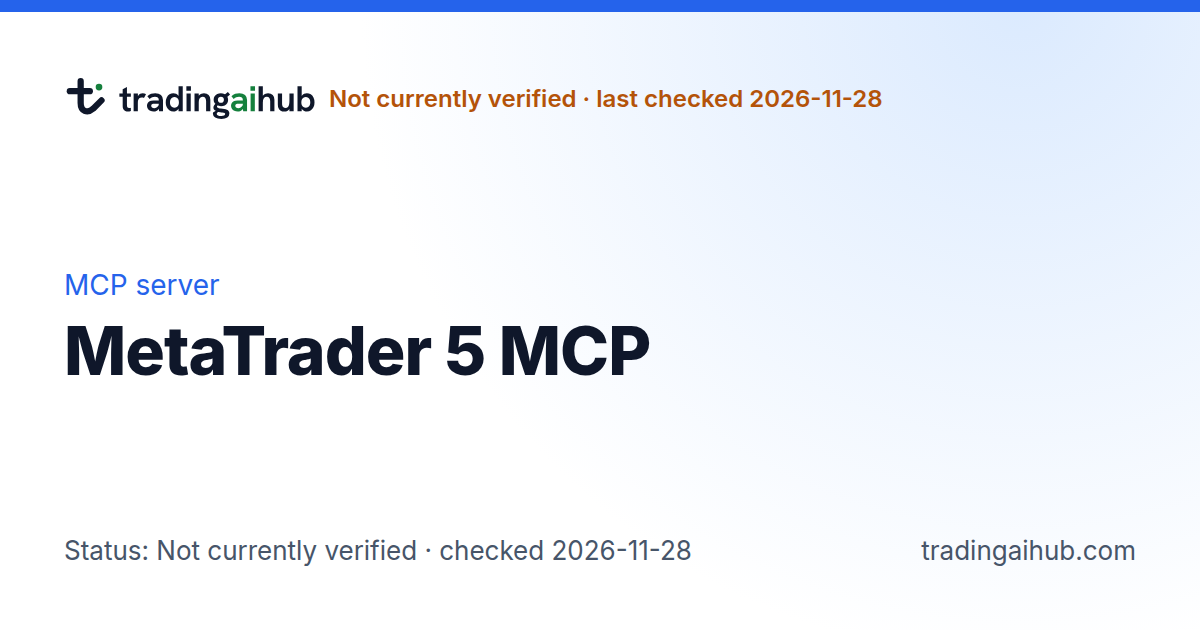 tradingaihub Not currently verified · last checked 2026-11-28
MCP server
MetaTrader 5 MCP
Status: Not currently verified · checked 2026-11-28
tradingaihub.com